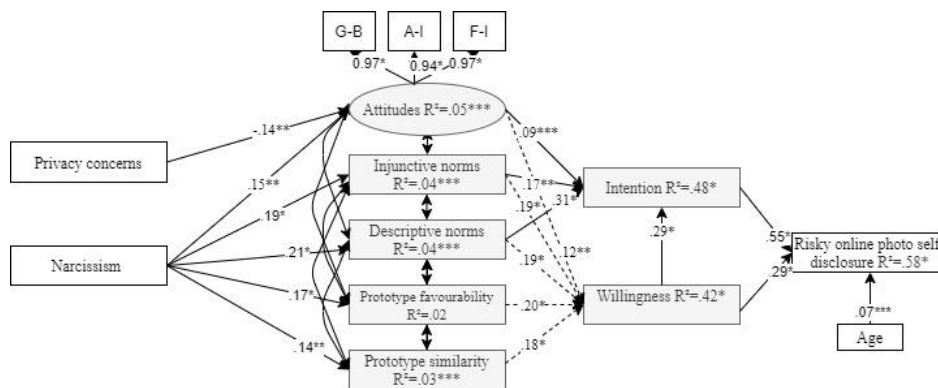 G-B
A-I
F-I
0.97*
0.94*
0.97*
Attitudes R²=.05***
-.14**
.09***
Privacy concerns
Injunctive norms
R²=.04***
.15**
.17**
Intention R²=.48*
.19*
.19*
.31*
Descriptive norms
R²=.04***
.21*
.12**
.29*
.55*
Narcissism
Risky online photo self
disclosure R²=.58*
.19*
.29*
.17*
Prototype favourability
R²=.02
.20*
Willingness R²=.42*
.07***
.14**
.18*
Age
Prototype similarity
R²=.03***